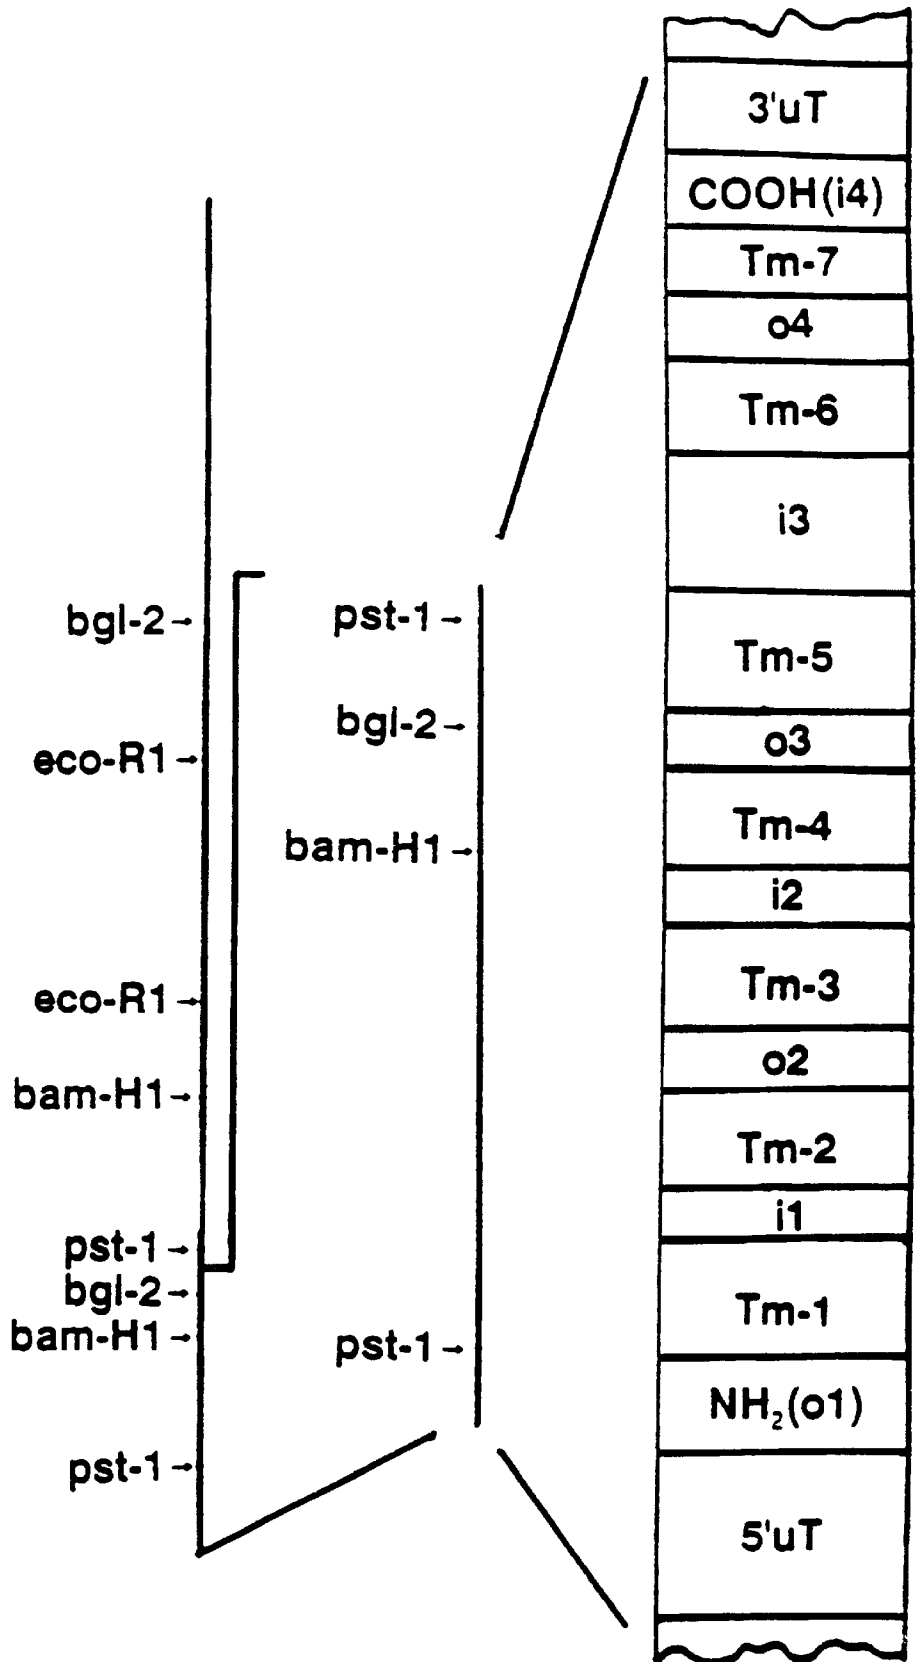 bgl-2
eco-R1
eco-R1
bam-H1
pst-1
bgl-2
bam-H1
pst-1
pst-1
bgl-2
bam-H1
pst-1
3'uT
COOH(i4)
Tm-7
o4
Tm-6
i3
Tm-5
o3
Tm-4
i2
Tm-3
o2
Tm-2
i1
Tm-1
NH₂(o1)
5'uT